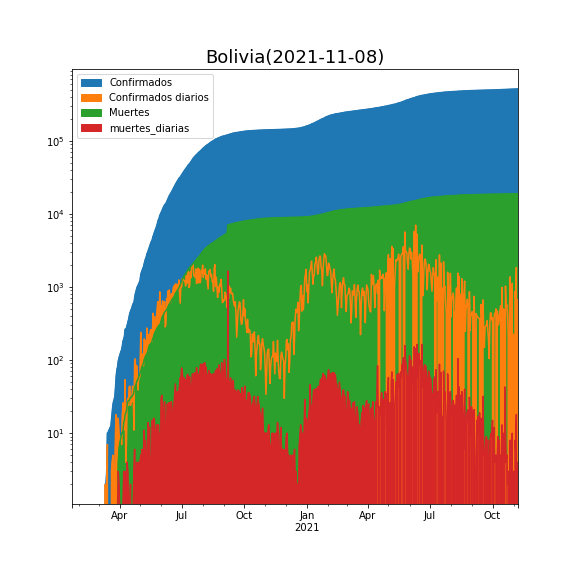 Bolivia(2021-11-08)
Confirmados
Confirmados diarios
Muertes
muertes_diarias
10^5
10^4
10^3
10^2
10^1
Apr Jul Oct Jan Apr Jul Oct
2021